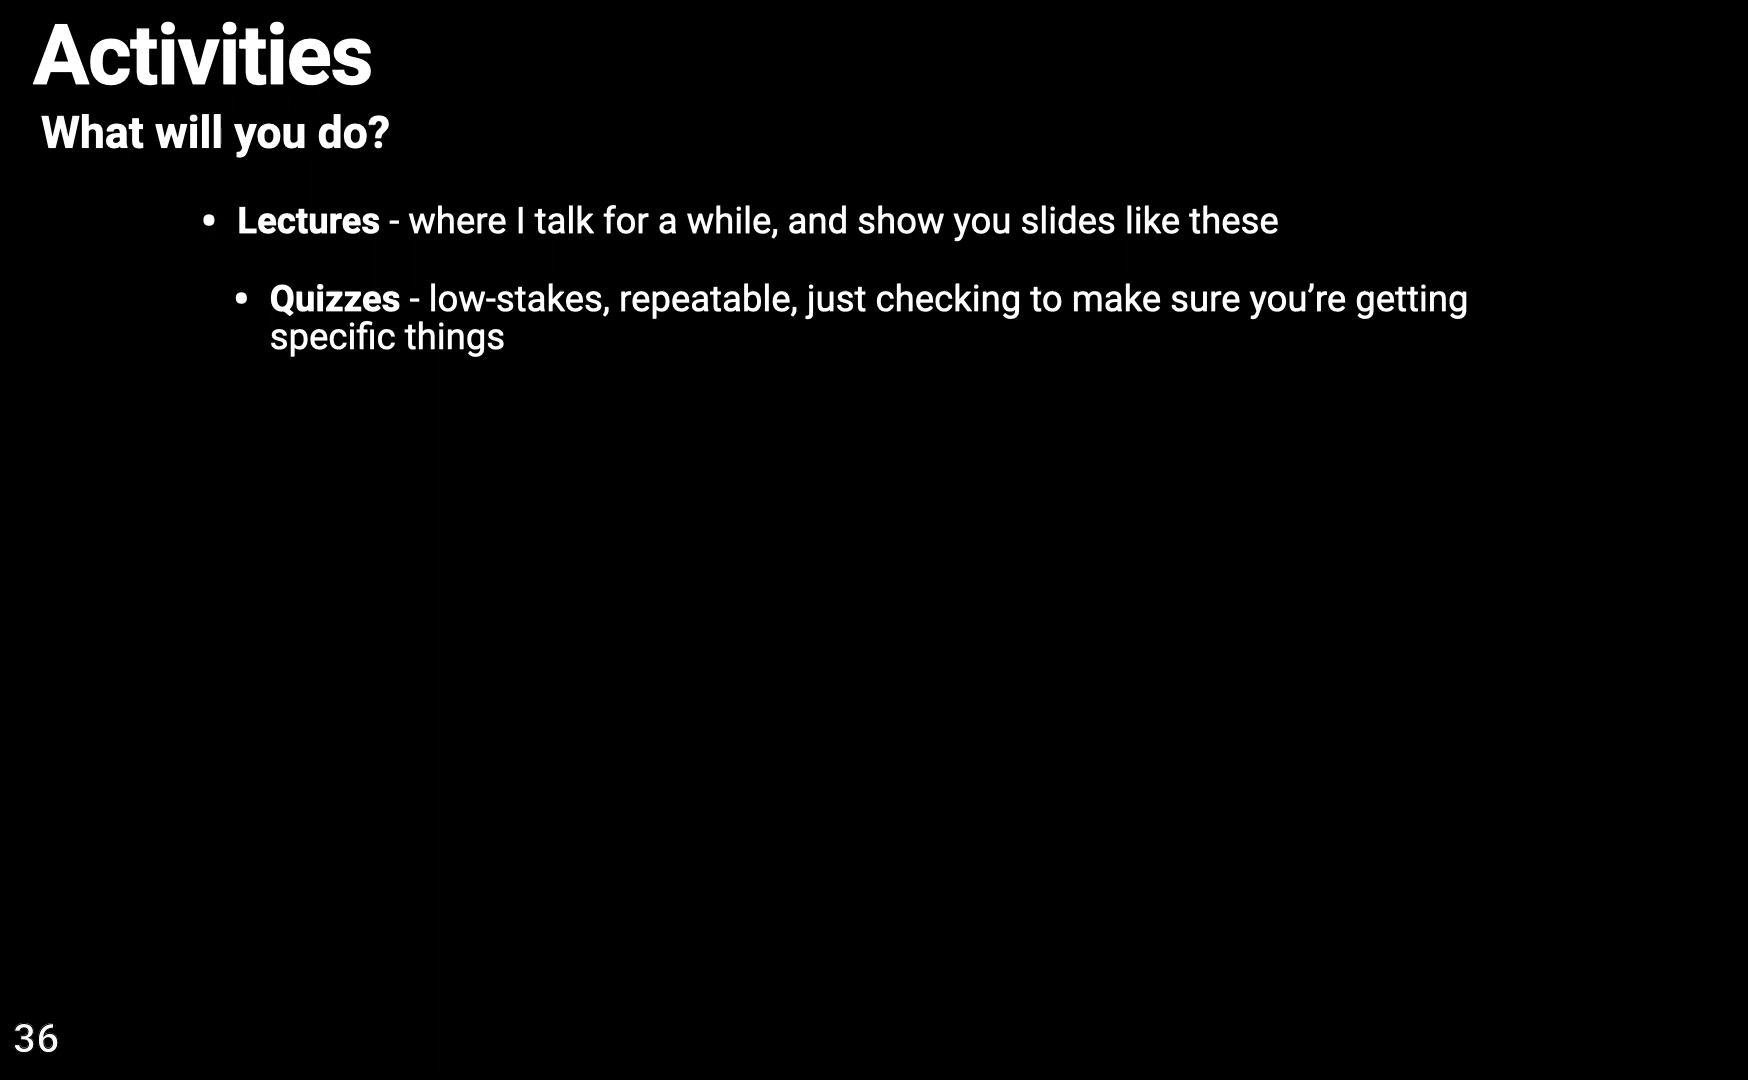 Activities
What will you do?
• Lectures - where I talk for a while, and show you slides like these
• Quizzes - low-stakes, repeatable, just checking to make sure you’re getting
specific things
36